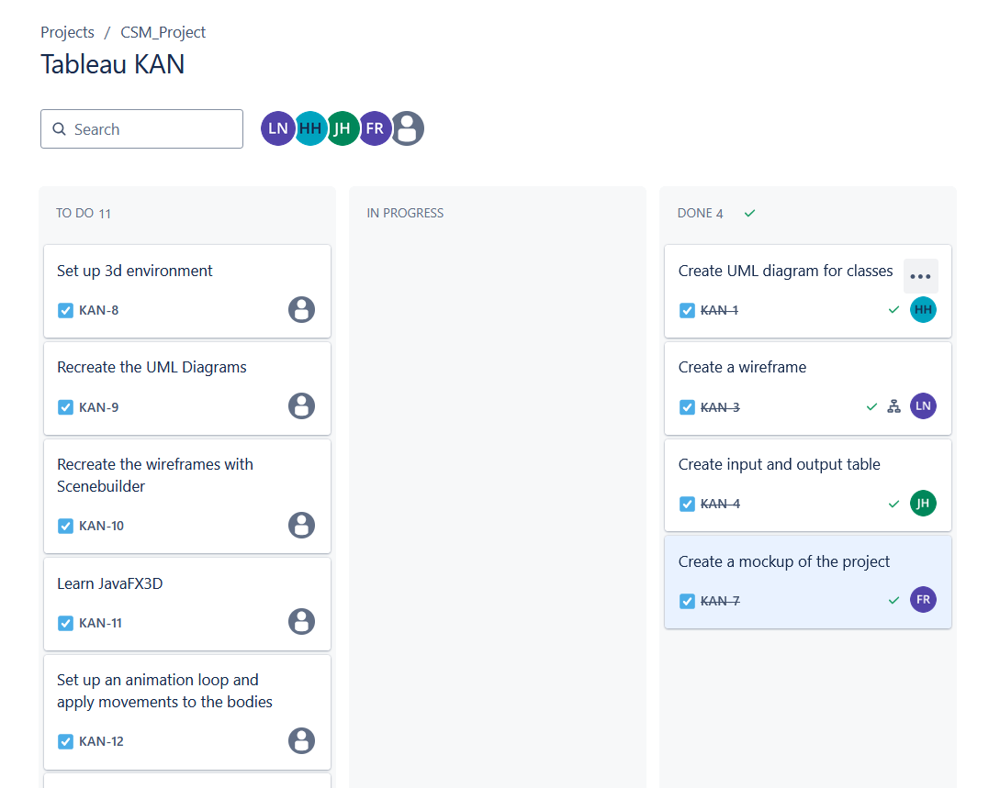 Projects / CSM_Project
Tableau KAN
Search
LN HH JH FR
TO DO 11
Set up 3d environment
KAN-8
Recreate the UML Diagrams
KAN-9
Recreate the wireframes with
Scenebuilder
KAN-10
Learn JavaFX3D
KAN-11
Set up an animation loop and
apply movements to the bodies
KAN-12
IN PROGRESS
DONE 4
Create UML diagram for classes
KAN-1
HH
Create a wireframe
KAN-3
LN
Create input and output table
KAN-4
JH
Create a mockup of the project
KAN-7
FR